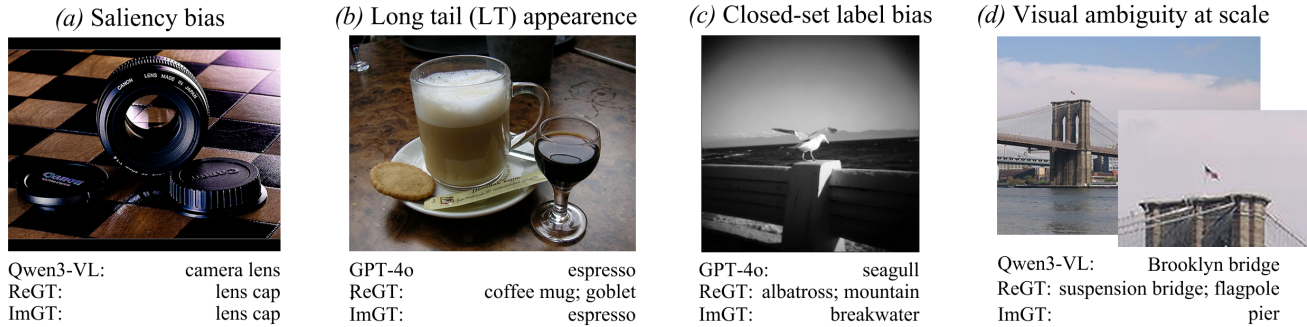 (a) Saliency bias
(b) Long tail (LT) appearence
(c) Closed-set label bias
(d) Visual ambiguity at scale
CANON LENS MADE IN JAPAN
Canon
Canon
Qwen3-VL: camera lens
ReGT: lens cap
ImGT: lens cap
GPT-4o espresso
ReGT: coffee mug; goblet
ImGT: espresso
GPT-4o: seagull
ReGT: albatross; mountain
ImGT: breakwater
Qwen3-VL: Brooklyn bridge
ReGT: suspension bridge; flagpole
ImGT: pier